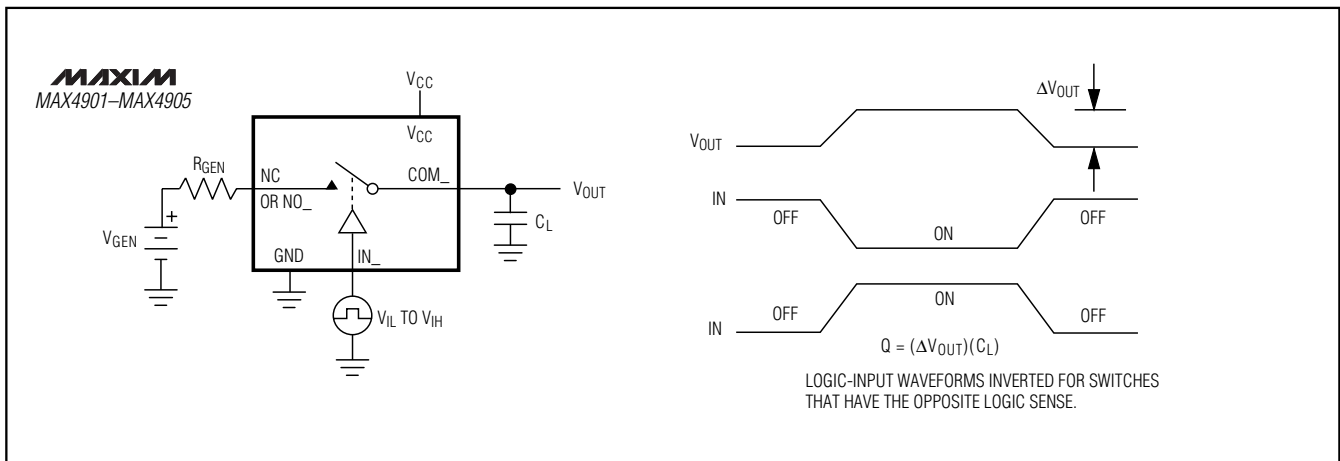 MAXIM
MAX4901–MAX4905
VCC
VCC
RGEN
NC
OR NO_
COM_
VOUT
CL
+
VGEN
GND
IN_
VIL TO VIH
ΔVOUT
VOUT
IN
OFF
ON
OFF
IN
OFF
ON
OFF
Q = (ΔVOUT)(CL)
LOGIC-INPUT WAVEFORMS INVERTED FOR SWITCHES
THAT HAVE THE OPPOSITE LOGIC SENSE.